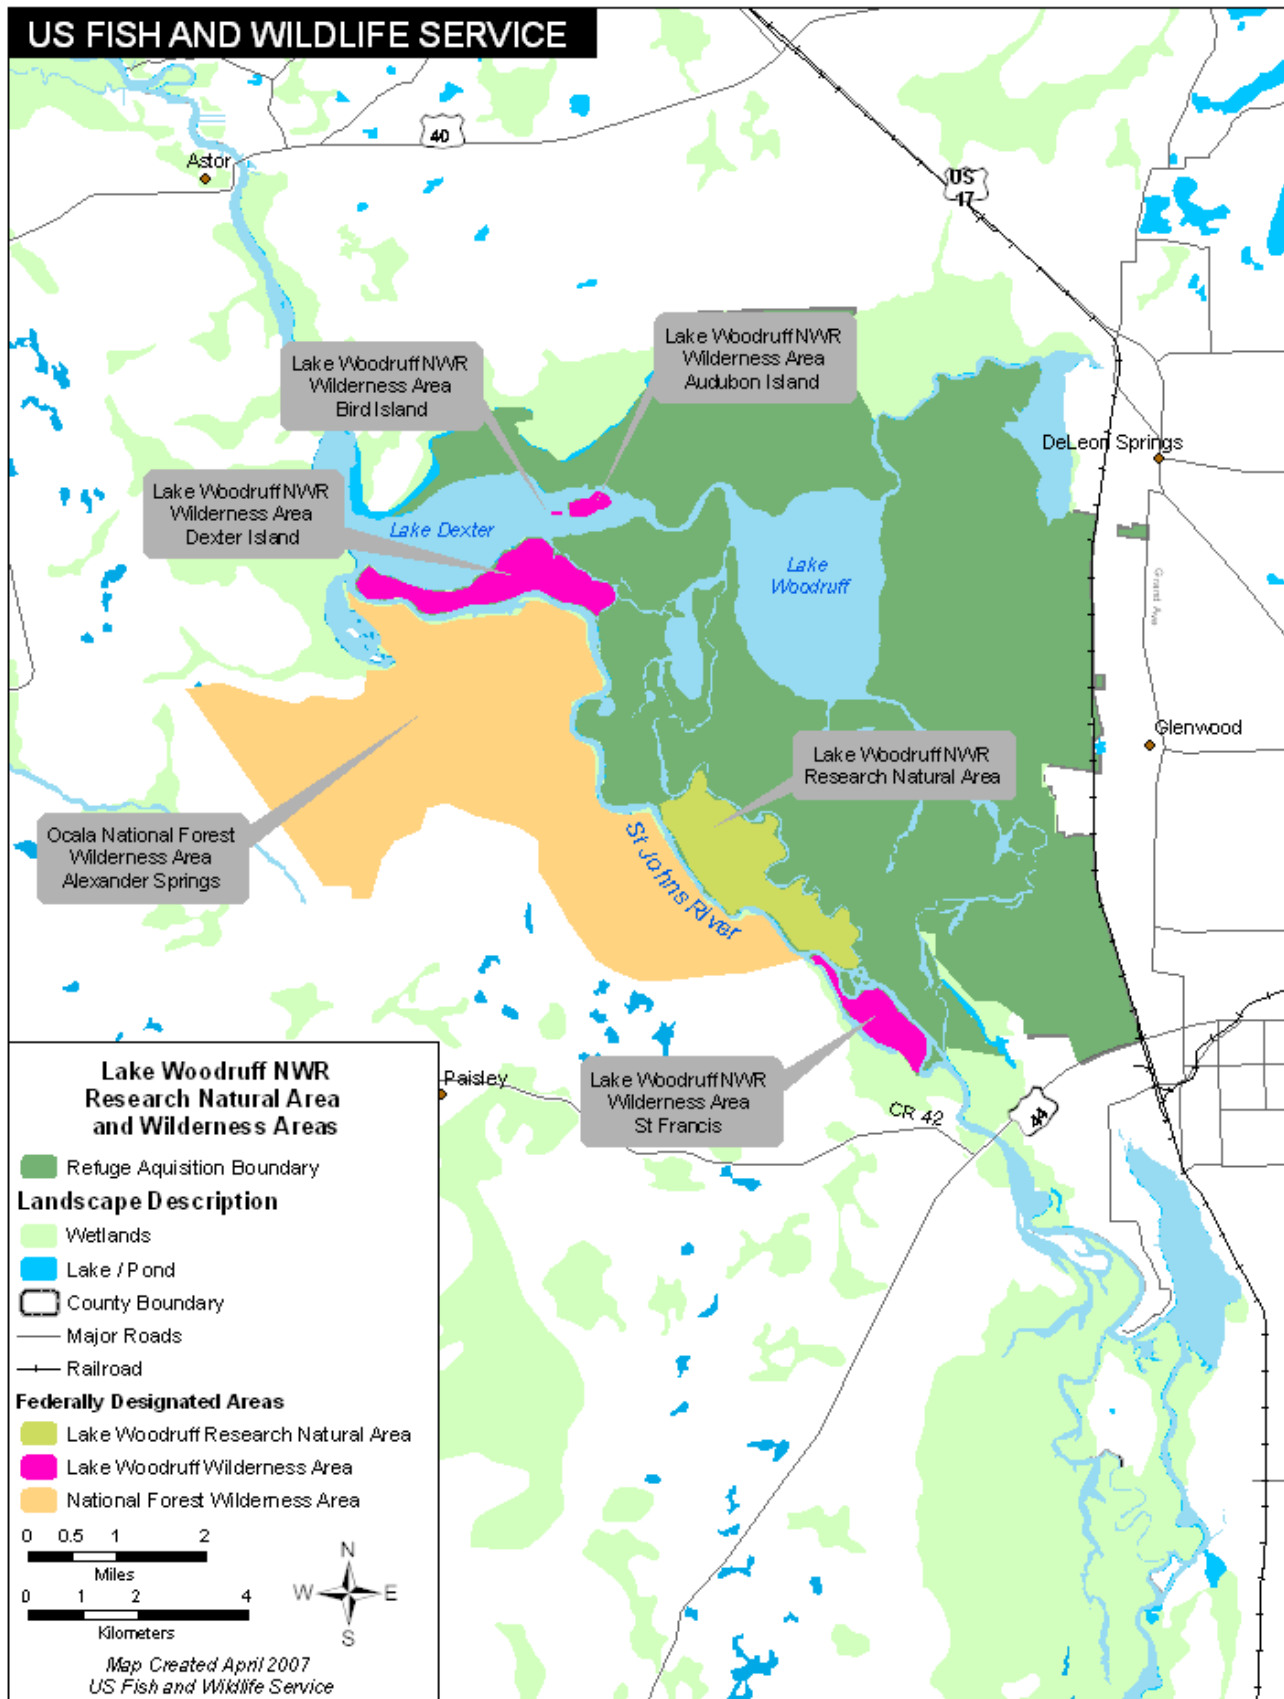 US FISH AND WILDLIFE SERVICE
40
Astor
US
17
Lake Woodruff NWR
Wilderness Area
Audubon Island
Lake Woodruff NWR
Wilderness Area
Bird Island
DeLeon Springs
Lake Woodruff NWR
Wilderness Area
Dexter Island
Lake Dexter
Lake
Woodruff
Grand Ave
Glenwood
Lake Woodruff NWR
Research Natural Area
Ocala National Forest
Wilderness Area
Alexander Springs
St Johns River
Lake Woodruff NWR
Wilderness Area
St Francis
Paisley
CR 42
44
Lake Woodruff NWR
Research Natural Area
and Wilderness Areas
Refuge Aquisition Boundary
Landscape Description
Wetlands
Lake / Pond
County Boundary
Major Roads
Railroad
Federally Designated Areas
Lake Woodruff Research Natural Area
Lake Woodruff Wilderness Area
National Forest Wilderness Area
0 0.5 1 2
Miles
0 1 2 4
Kilometers
N
W E
S
Map Created April 2007
US Fish and Wildlife Service